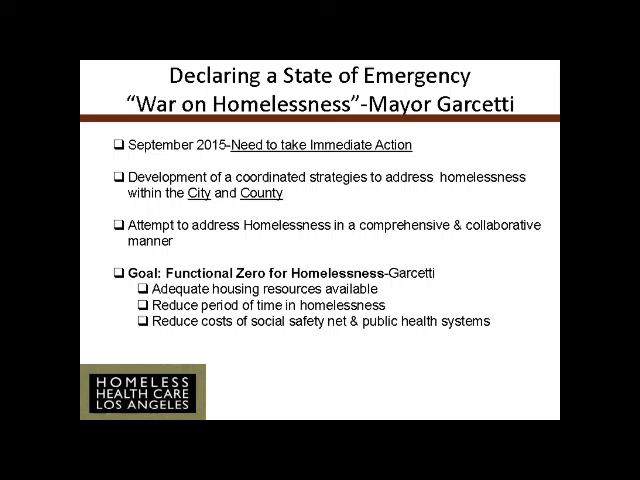 Declaring a State of Emergency
“War on Homelessness”-Mayor Garcetti
❑ September 2015-Need to take Immediate Action
❑ Development of a coordinated strategies to address homelessness
within the City and County
❑ Attempt to address Homelessness in a comprehensive & collaborative
manner
❑ Goal: Functional Zero for Homelessness-Garcetti
❑ Adequate housing resources available
❑ Reduce period of time in homelessness
❑ Reduce costs of social safety net & public health systems
HOMELESS
HEALTH CARE
LOS ANGELES